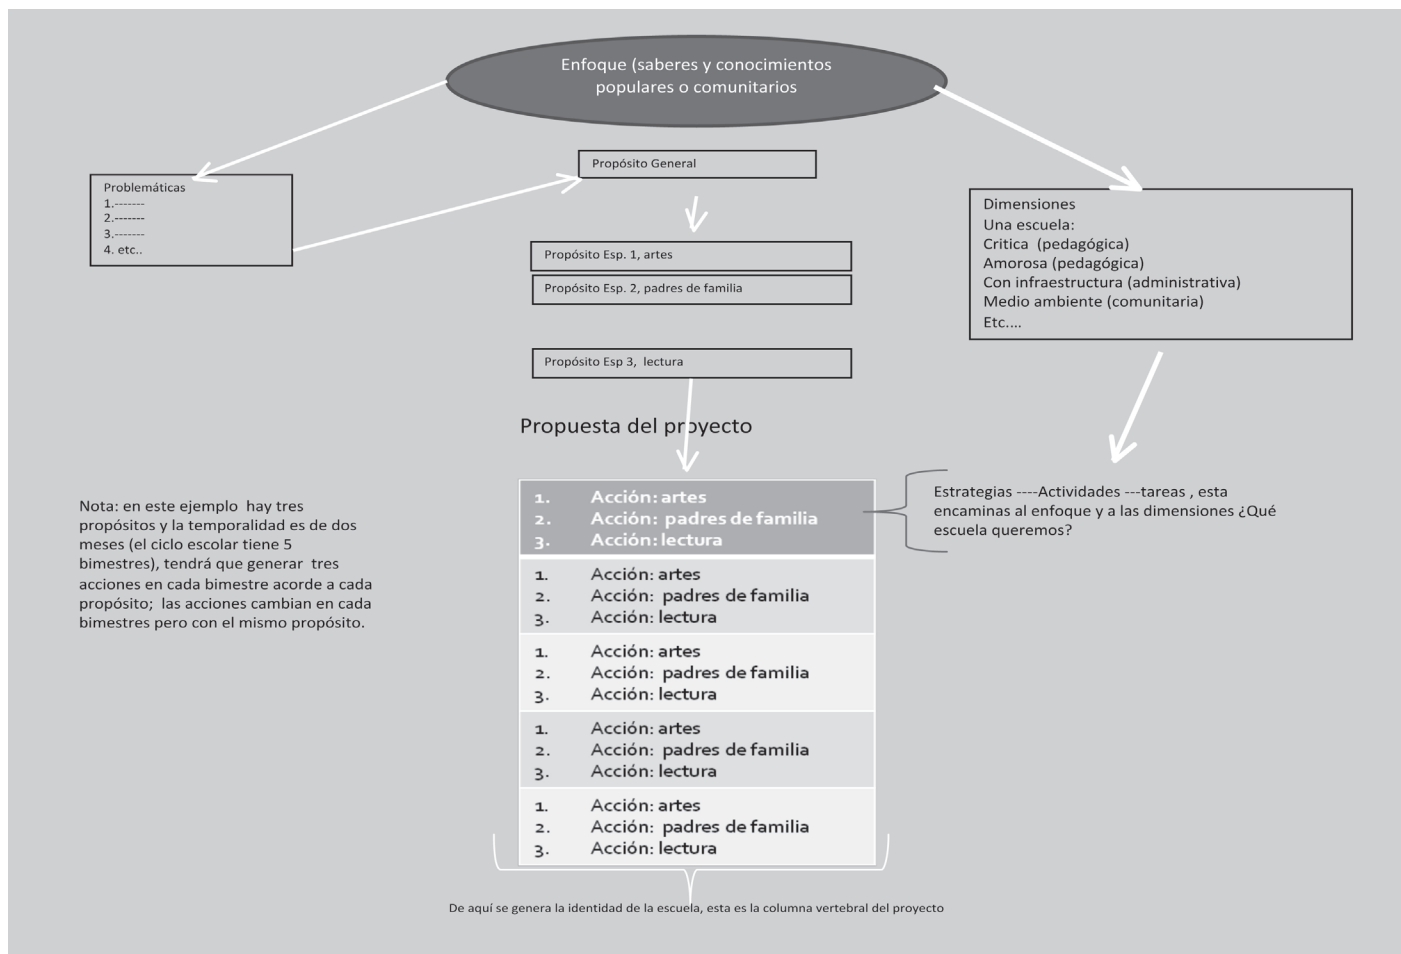 Enfoque (saberes y conocimientos
populares o comunitarios
Propósito General
Problemáticas
1.-------
2.-------
3.-------
4. etc..
Dimensiones
Una escuela:
Critica (pedagógica)
Amorosa (pedagógica)
Con infraestructura (administrativa)
Medio ambiente (comunitaria)
Etc....
Propósito Esp. 1, artes
Propósito Esp. 2, padres de familia
Propósito Esp 3, lectura
Propuesta del proyecto
1. Acción: artes
2. Acción: padres de familia
3. Acción: lectura
1. Acción: artes
2. Acción: padres de familia
3. Acción: lectura
1. Acción: artes
2. Acción: padres de familia
3. Acción: lectura
1. Acción: artes
2. Acción: padres de familia
3. Acción: lectura
1. Acción: artes
2. Acción: padres de familia
3. Acción: lectura
Estrategias ----Actividades ---tareas , esta
encaminas al enfoque y a las dimensiones ¿Qué
escuela queremos?
Nota: en este ejemplo hay tres
propósitos y la temporalidad es de dos
meses (el ciclo escolar tiene 5
bimestres), tendrá que generar tres
acciones en cada bimestre acorde a cada
propósito; las acciones cambian en cada
bimestres pero con el mismo propósito.
De aquí se genera la identidad de la escuela, esta es la columna vertebral del proyecto